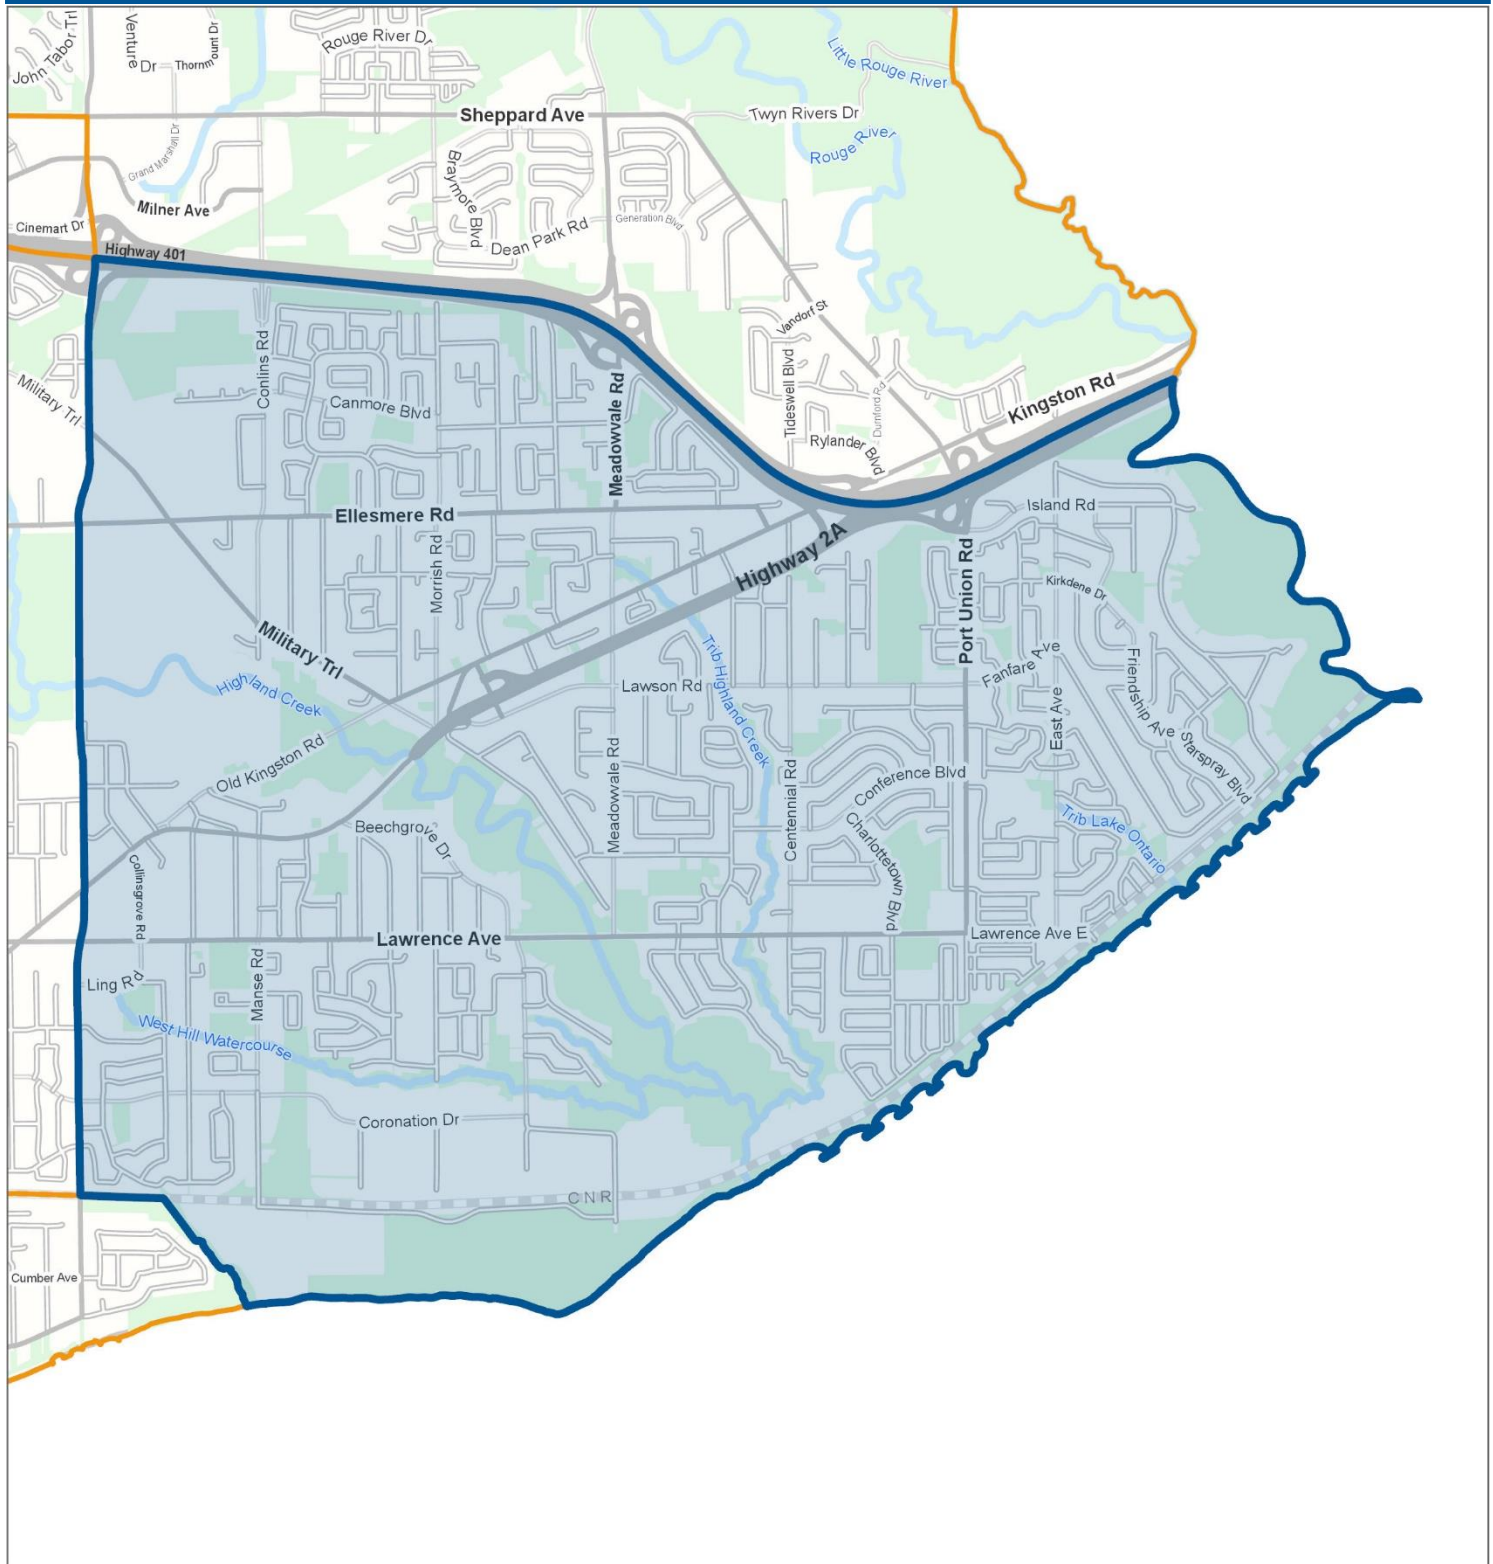 John Tabor Trl
Venture
Dr
Thornmount Dr
Rouge River Dr
Little Rouge River
Sheppard Ave
Twyn Rivers Dr
Rouge River
Grand Marshall Dr
Braymore Blvd
Milner Ave
Cinemart Dr
Generation Blvd
Dean Park Rd
Highway 401
Vandorf St
Conlins Rd
Military Trl
Canmore Blvd
Meadowvale Rd
Tideswell Blvd
Dumford Rd
Kingston Rd
Rylander Blvd
Ellesmere Rd
Island Rd
Morrish Rd
Highway 2A
Port Union Rd
Kirkdene Dr
Military Trl
Trib Highland Creek
Fanfare Ave
Friendship Ave
Highland Creek
Lawson Rd
East Ave
Old Kingston Rd
Meadowvale Rd
Centennial Rd
Conference Blvd
Starspray Blvd
Beechgrove Dr
Charlottetown Blvd
Trib Lake Ontario
Collinsgrove Rd
Lawrence Ave
Lawrence Ave E
Ling Rd
Manse Rd
West Hill Watercourse
Coronation Dr
C N R
Cumber Ave